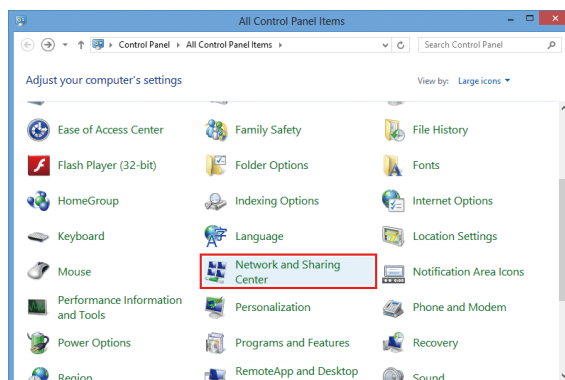 All Control Panel Items
Control Panel All Control Panel Items Search Control Panel
Adjust your computer's settings View by: Large icons
Ease of Access Center Family Safety File History
Flash Player (32-bit) Folder Options Fonts
HomeGroup Indexing Options Internet Options
Keyboard Language Location Settings
Mouse Network and Sharing Center Notification Area Icons
Performance Information and Tools Personalization Phone and Modem
Power Options Programs and Features Recovery
Region RemoteApp and Desktop Sound